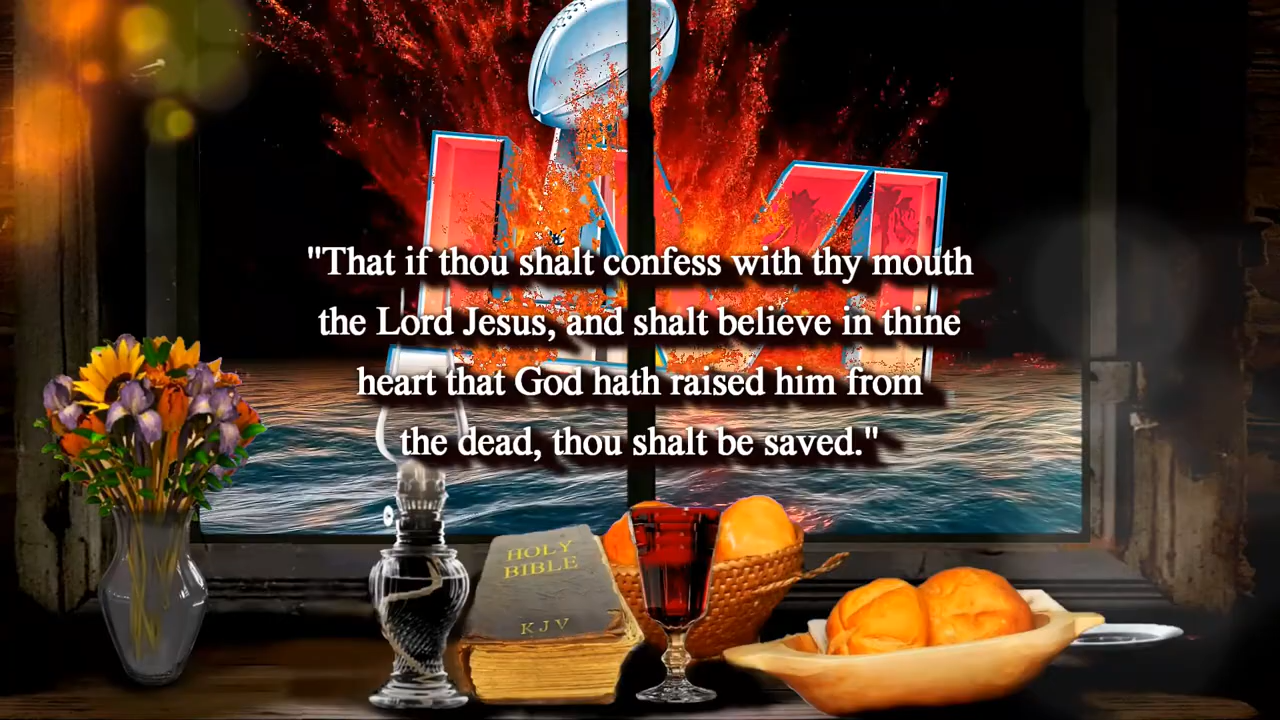 "That if thou shalt confess with thy mouth
the Lord Jesus, and shalt believe in thine
heart that God hath raised him from
the dead, thou shalt be saved."
HOLY
BIBLE
KJV